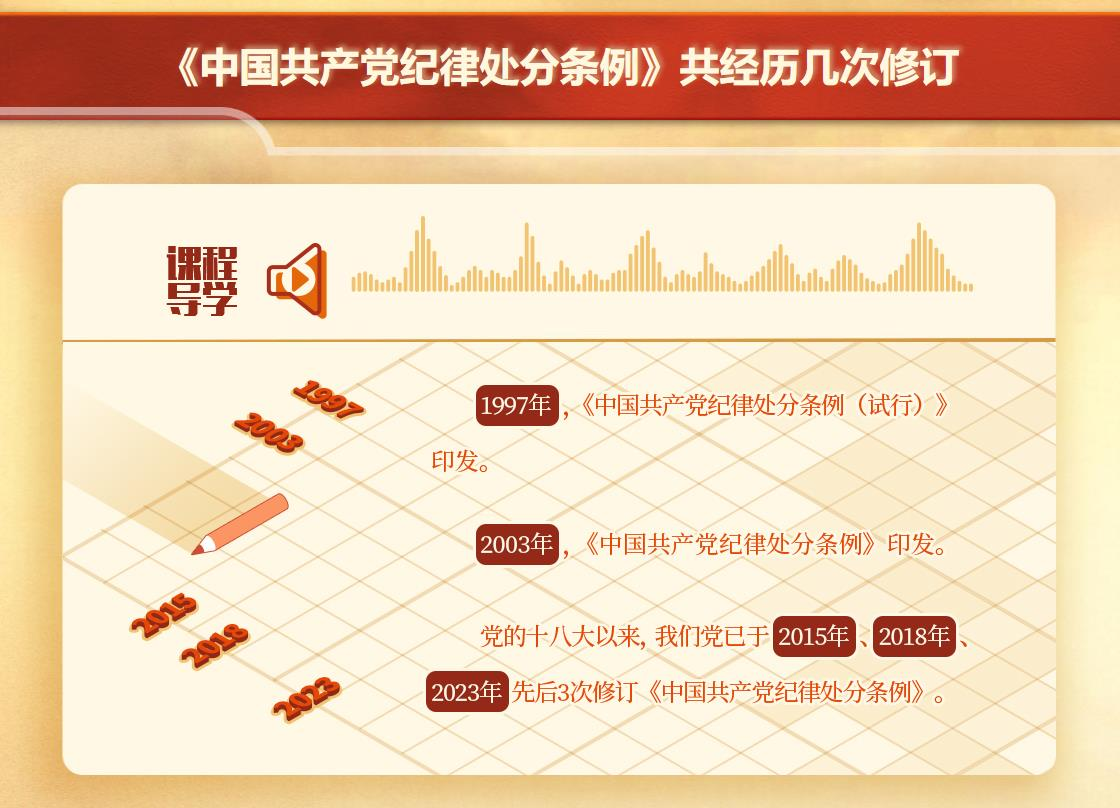 《中国共产党纪律处分条例》共经历几次修订
课程
导学
1997
2003
2015
2018
2023
1997年，《中国共产党纪律处分条例（试行）》
印发。
2003年，《中国共产党纪律处分条例》印发。
党的十八大以来，我们党已于2015年、2018年、
2023年先后3次修订《中国共产党纪律处分条例》。